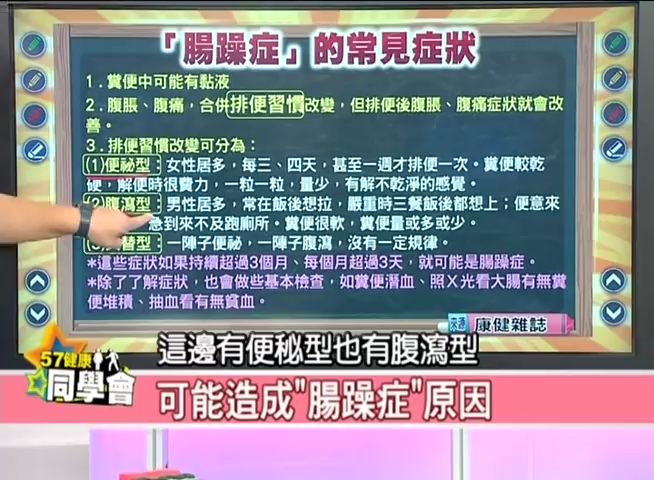 「腸躁症」的常見症狀
1．糞便中可能有黏液
2．腹脹、腹痛，合併排便習慣改變，但排便後腹脹、腹痛症狀就會改
善。
3．排便習慣改變可分為：
(1)便祕型：女性居多，每三、四天，甚至一週才排便一次。糞便較乾
硬，解便時很費力，一粒一粒，量少，有解不乾淨的感覺。
(2)腹瀉型：男性居多，常在飯後想拉，嚴重時三餐飯後都想上；便意來
急到來不及跑廁所。糞便很軟，糞便量或多或少。
替型：一陣子便祕，一陣子腹瀉，沒有一定規律。
*這些症狀如果持續超過3個月、每個月超過3天，就可能是腸躁症。
*除了了解症狀，也會做些基本檢查，如糞便潛血、照X光看大腸有無糞
便堆積、抽血看有無貧血。
來源 康健雜誌
這邊有便秘型也有腹瀉型
57健康
同學會
可能造成"腸躁症"原因